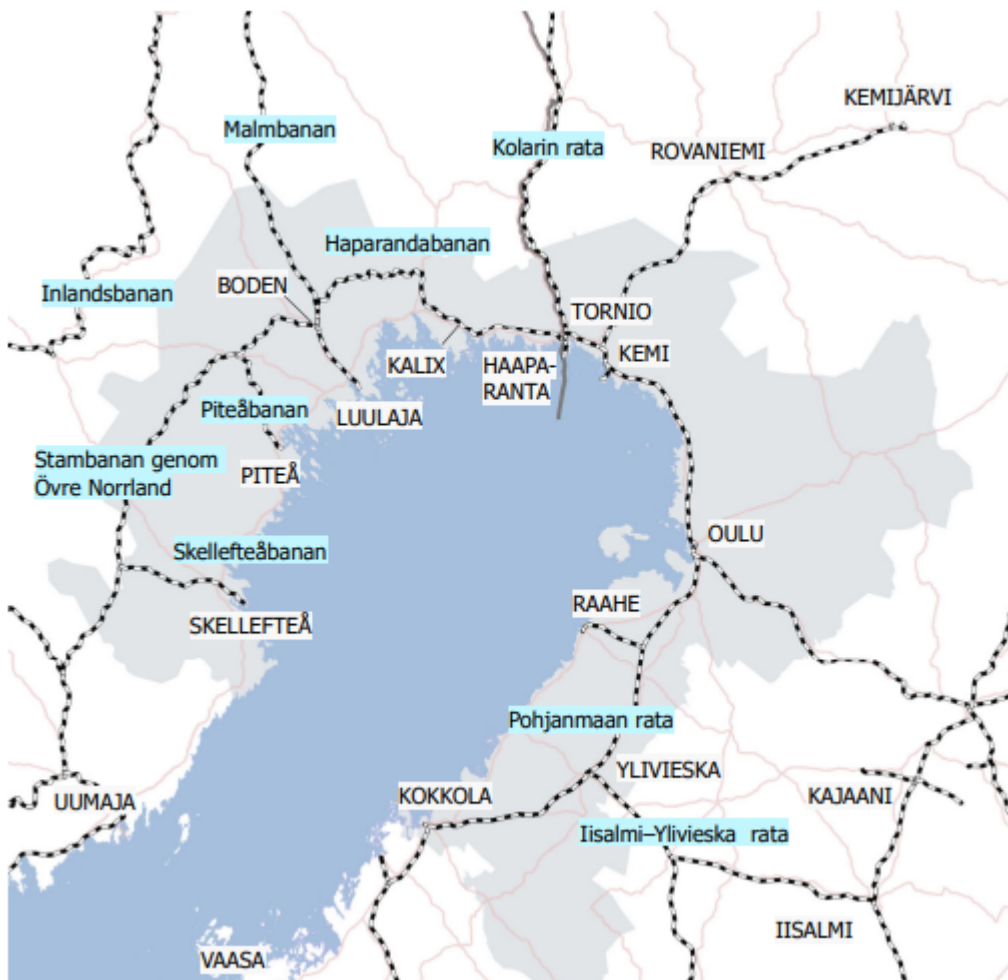 KEMIJÄRVI
Malmbanan
Kolarin rata
ROVANIEMI
Haparandabanan
BODEN
Inlandsbanan
TORNIO
KALIX
HAAPA-
RANTA
KEMI
Piteåbanan
LUULAJA
Stambanan genom
Övre Norrland
PITEÅ
OULU
Skellefteåbanan
RAAHE
SKELLEFTEÅ
Pohjanmaan rata
YLIVIESKA
KOKKOLA
KAJAANI
UUMAJA
Iisalmi–Ylivieska rata
IISALMI
VAASA